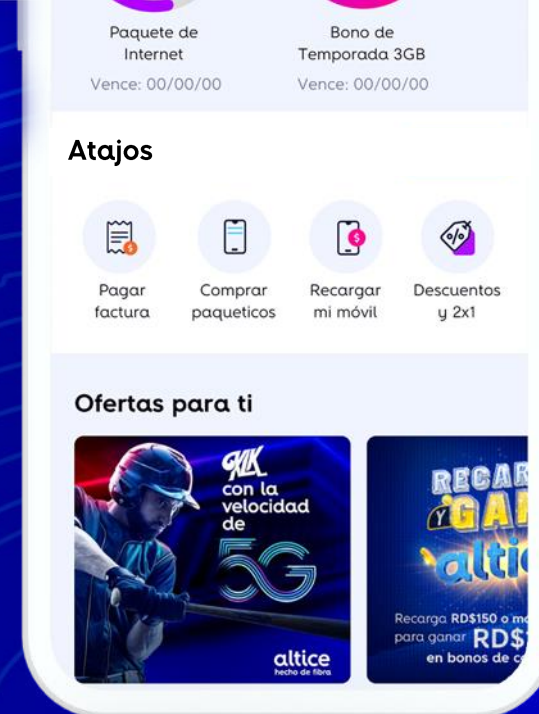 Paquete de
Internet
Vence: 00/00/00
Bono de
Temporada 3GB
Vence: 00/00/00
Atajos
Pagar
factura
Comprar
paqueticos
Recargar
mi móvil
Descuentos
y 2x1
Ofertas para ti
KLK
con la
velocidad
de
5G
altice
hecho de fibra
Y
Recarga RD$150 o
para ganar RD$
en bonos de